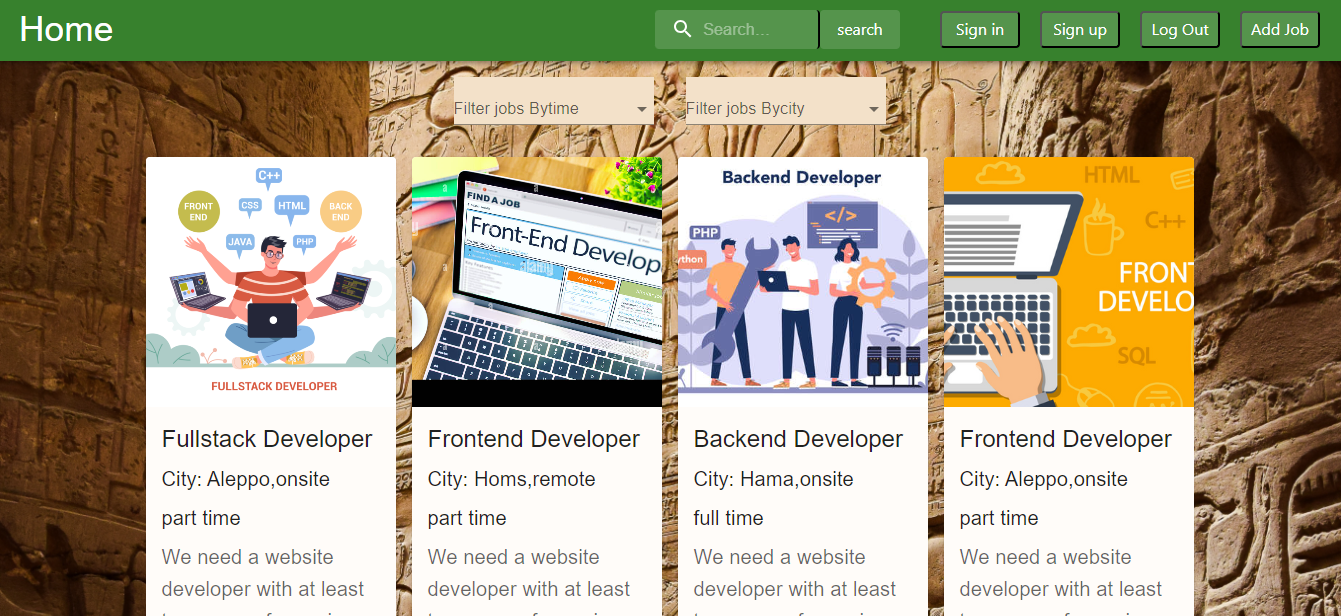 Home
Search...
search
Sign in
Sign up
Log Out
Add Job
Filter jobs Bytime
Filter jobs Bycity
C++
FRONT
END
CSS
HTML
BACK
END
JAVA
PHP
FULLSTACK DEVELOPER
Fullstack Developer
City: Aleppo,onsite
part time
We need a website
developer with at least
FIND A JOB
Front-End Develop
a
a
a
alamy
Frontend Developer
City: Homs,remote
part time
We need a website
developer with at least
Backend Developer
</>
PHP
ython
Backend Developer
City: Hama,onsite
full time
We need a website
developer with at least
HTML
C++
FRONT
DEVELO
SQL
Frontend Developer
City: Aleppo,onsite
part time
We need a website
developer with at least